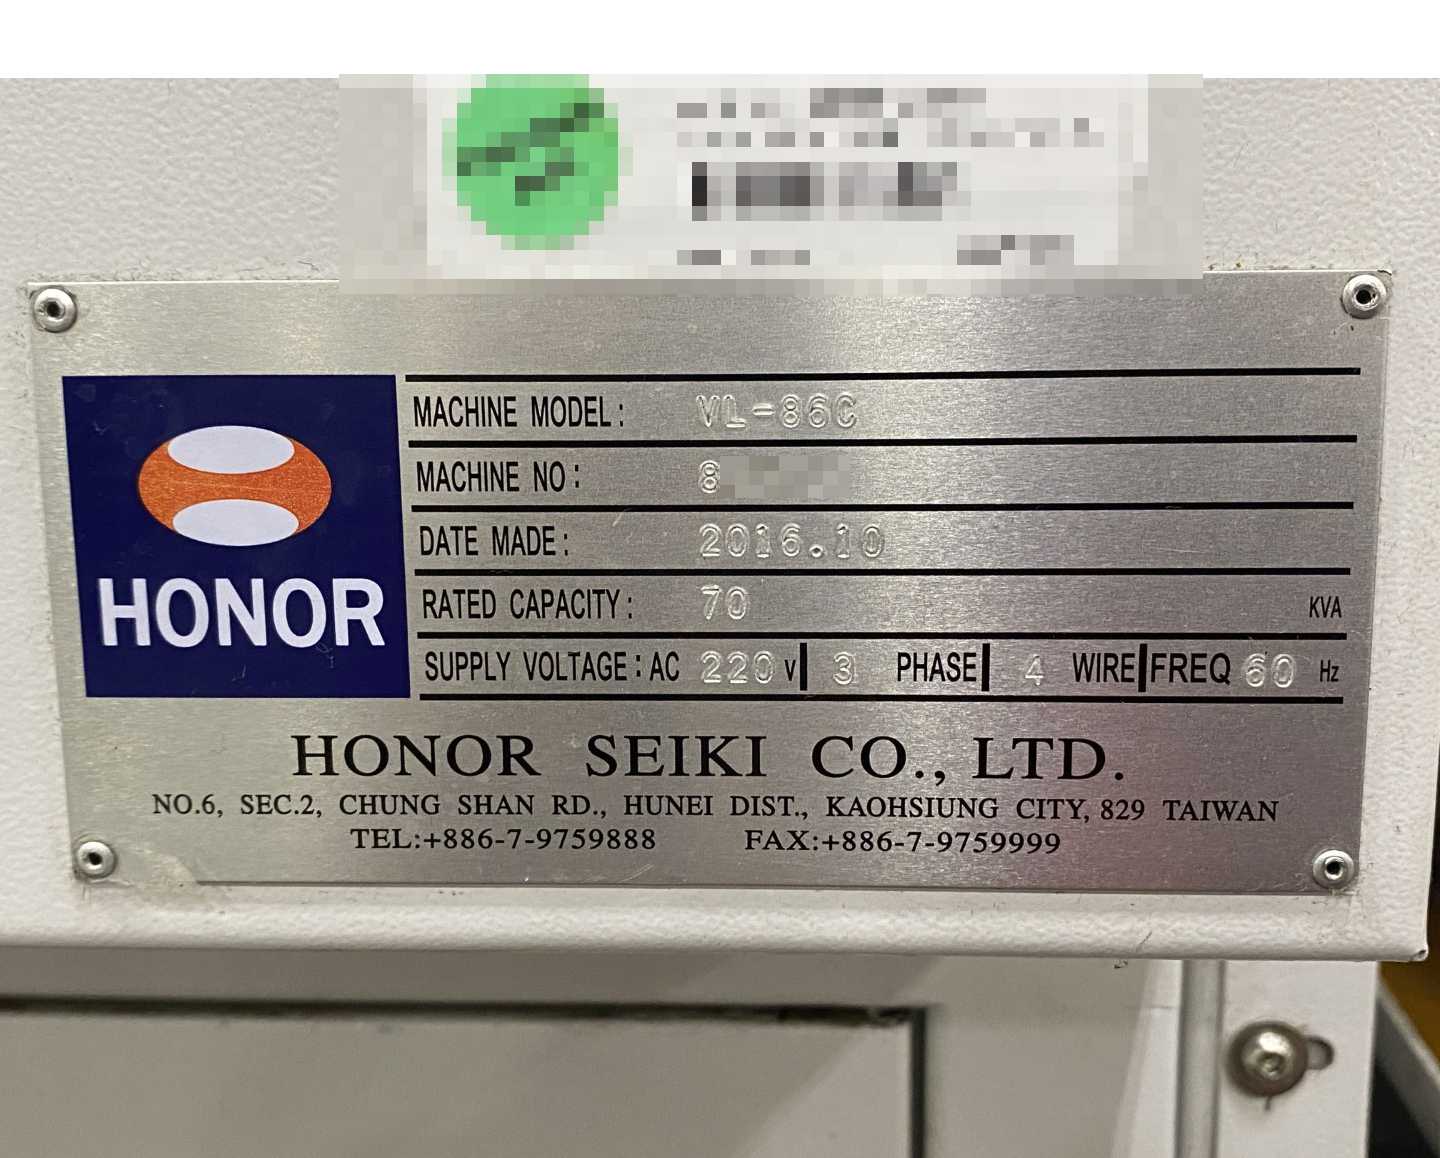 MACHINE MODEL: VL-86C
MACHINE NO: 8
DATE MADE: 2016.10
RATED CAPACITY: 70 KVA
SUPPLY VOLTAGE: AC 220 V 3 PHASE 4 WIRE FREQ 60 Hz
HONOR
HONOR SEIKI CO., LTD.
NO.6, SEC.2, CHUNG SHAN RD., HUNEI DIST., KAOHSIUNG CITY, 829 TAIWAN
TEL:+886-7-9759888 FAX:+886-7-9759999